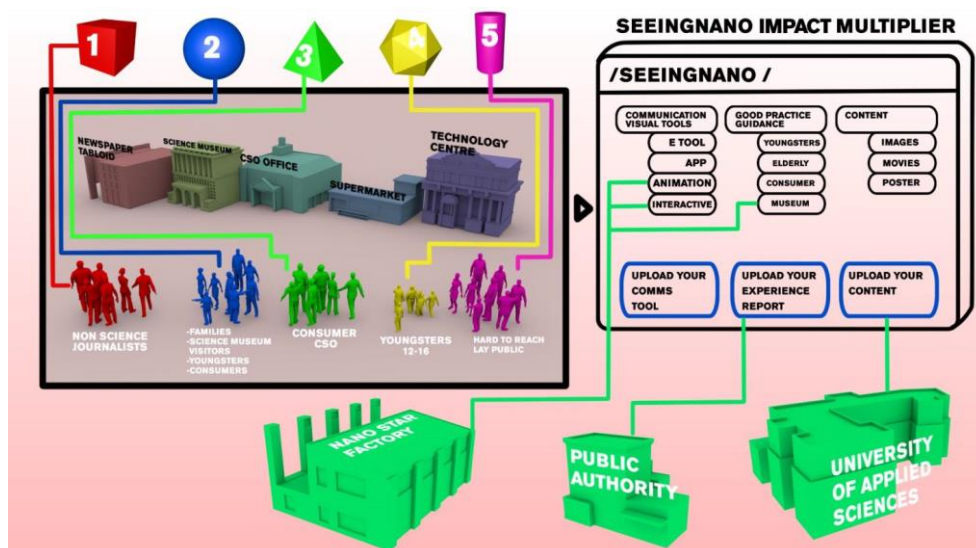 1
2
3
4
5
NEWSPAPER
TABLOID
SCIENCE MUSEUM
CSO OFFICE
SUPERMARKET
TECHNOLOGY
CENTRE
NON SCIENCE
JOURNALISTS
-FAMILIES
-SCIENCE MUSEUM
VISITORS
-YOUNGSTERS
-CONSUMERS
CONSUMER
CSO
YOUNGSTERS
12-16
HARD TO REACH
LAY PUBLIC
SEEINGNANO IMPACT MULTIPLIER
/SEEINGNANO /
COMMUNICATION
VISUAL TOOLS
E TOOL
APP
ANIMATION
INTERACTIVE
GOOD PRACTICE
GUIDANCE
YOUNGSTERS
ELDERLY
CONSUMER
MUSEUM
CONTENT
IMAGES
MOVIES
POSTER
UPLOAD YOUR
COMMS
TOOL
UPLOAD YOUR
EXPERIENCE
REPORT
UPLOAD YOUR
CONTENT
NANO STAR
FACTORY
PUBLIC
AUTHORITY
UNIVERSITY
OF APPLIED
SCIENCES